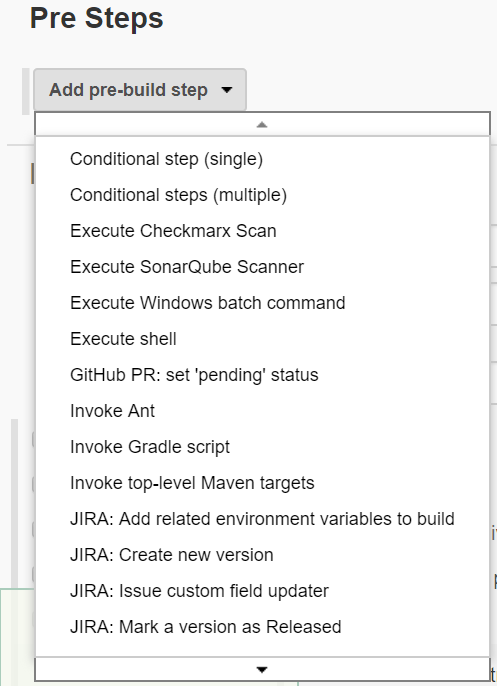 Pre Steps
Add pre-build step
Conditional step (single)
Conditional steps (multiple)
Execute Checkmarx Scan
Execute SonarQube Scanner
Execute Windows batch command
Execute shell
GitHub PR: set 'pending' status
Invoke Ant
Invoke Gradle script
Invoke top-level Maven targets
JIRA: Add related environment variables to build
JIRA: Create new version
JIRA: Issue custom field updater
JIRA: Mark a version as Released